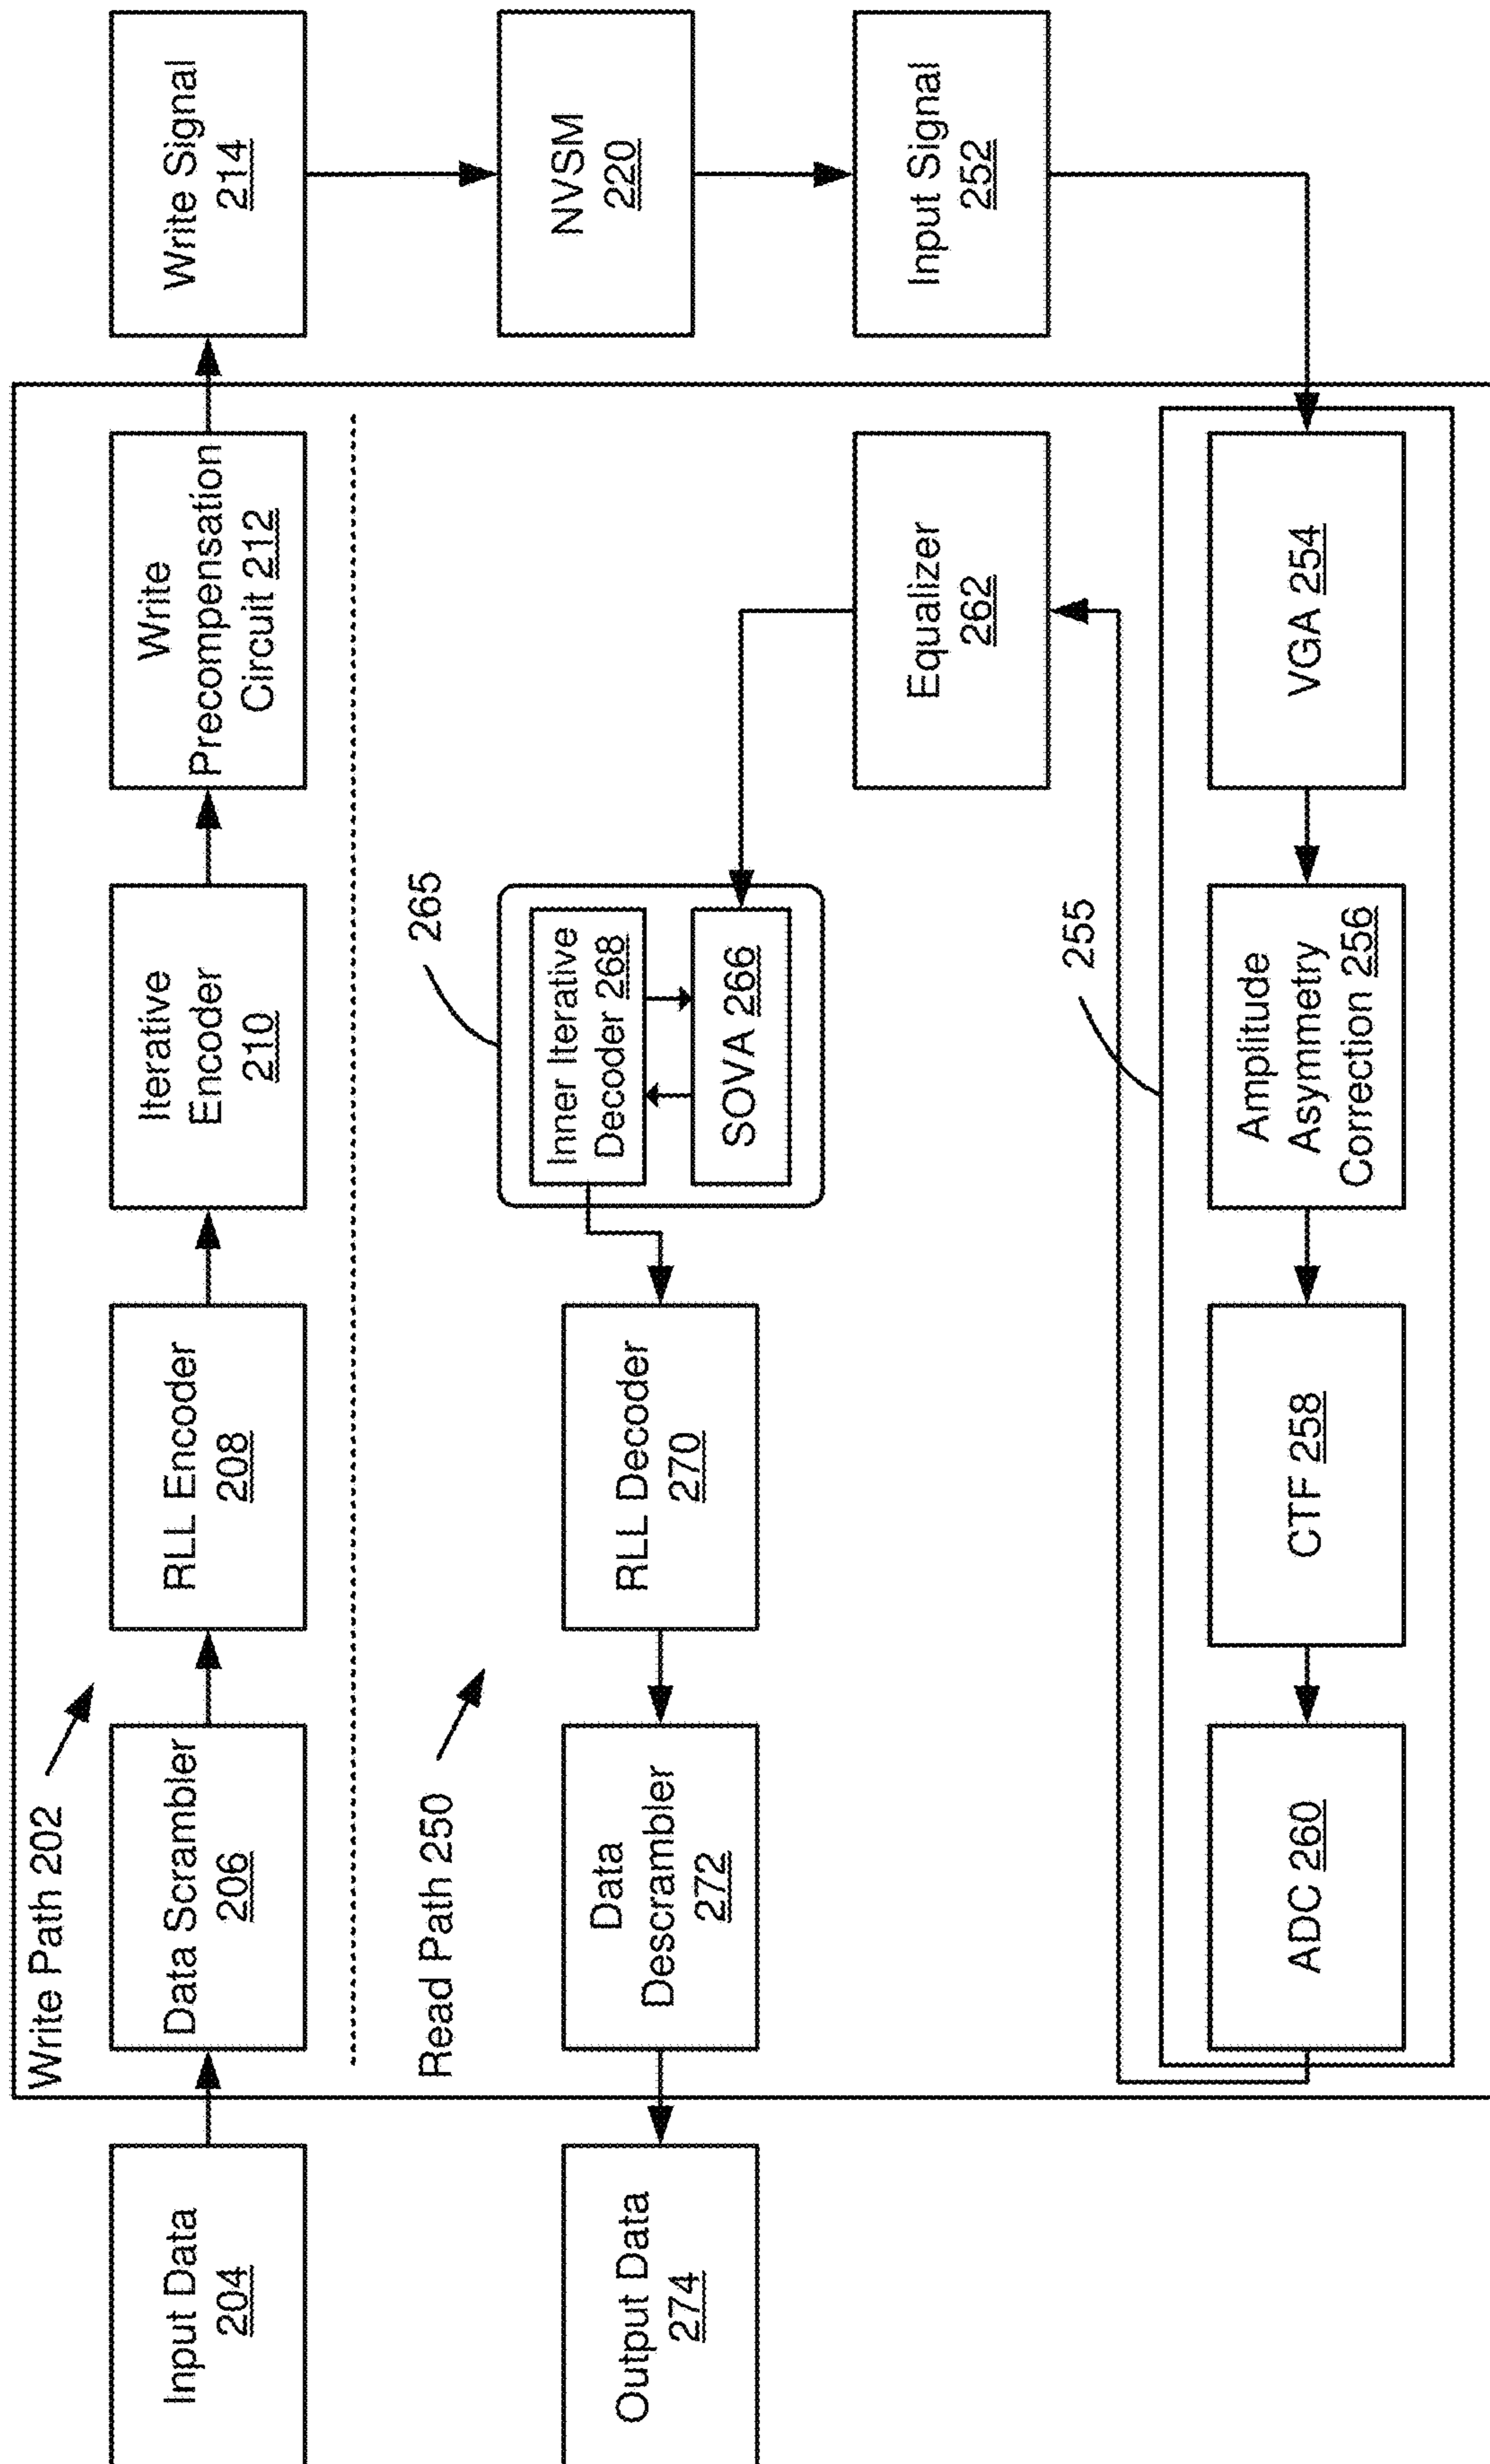 Write Path 202
Input Data
204
Data Scrambler
206
RLL Encoder
208
Iterative
Encoder
210
Write
Precompensation
Circuit 212
Write Signal
214
NVSM
220
Input Signal
252
Read Path 250
Output Data
274
Data
Descrambler
272
RLL Decoder
270
265
Inner Iterative
Decoder 268
SOVA 266
Equalizer
262
255
ADC 260
CTF 258
Amplitude
Asymmetry
Correction 256
VGA 254